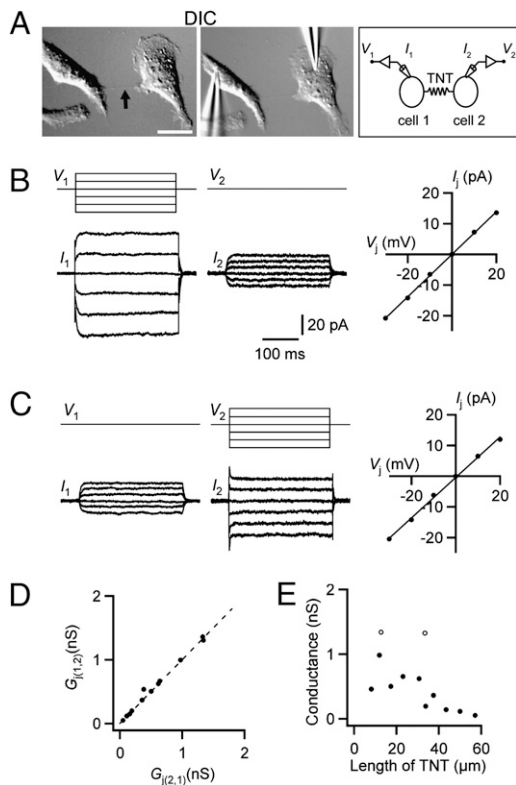 A
DIC
V1 I1 I2 V2
TNT
cell 1 cell 2
B
V1 V2
I1 I2
20 pA
100 ms
Ij (pA)
20
10
Vj (mV)
-20 20
-10
-20
C
V1 V2
I1 I2
Ij (pA)
20
10
Vj (mV)
-20 20
-10
-20
D
Gj(1,2)(nS)
2
1
0
0 1 2
Gj(2,1)(nS)
E
Conductance (nS)
2
1
0
0 20 40 60
Length of TNT (μm)